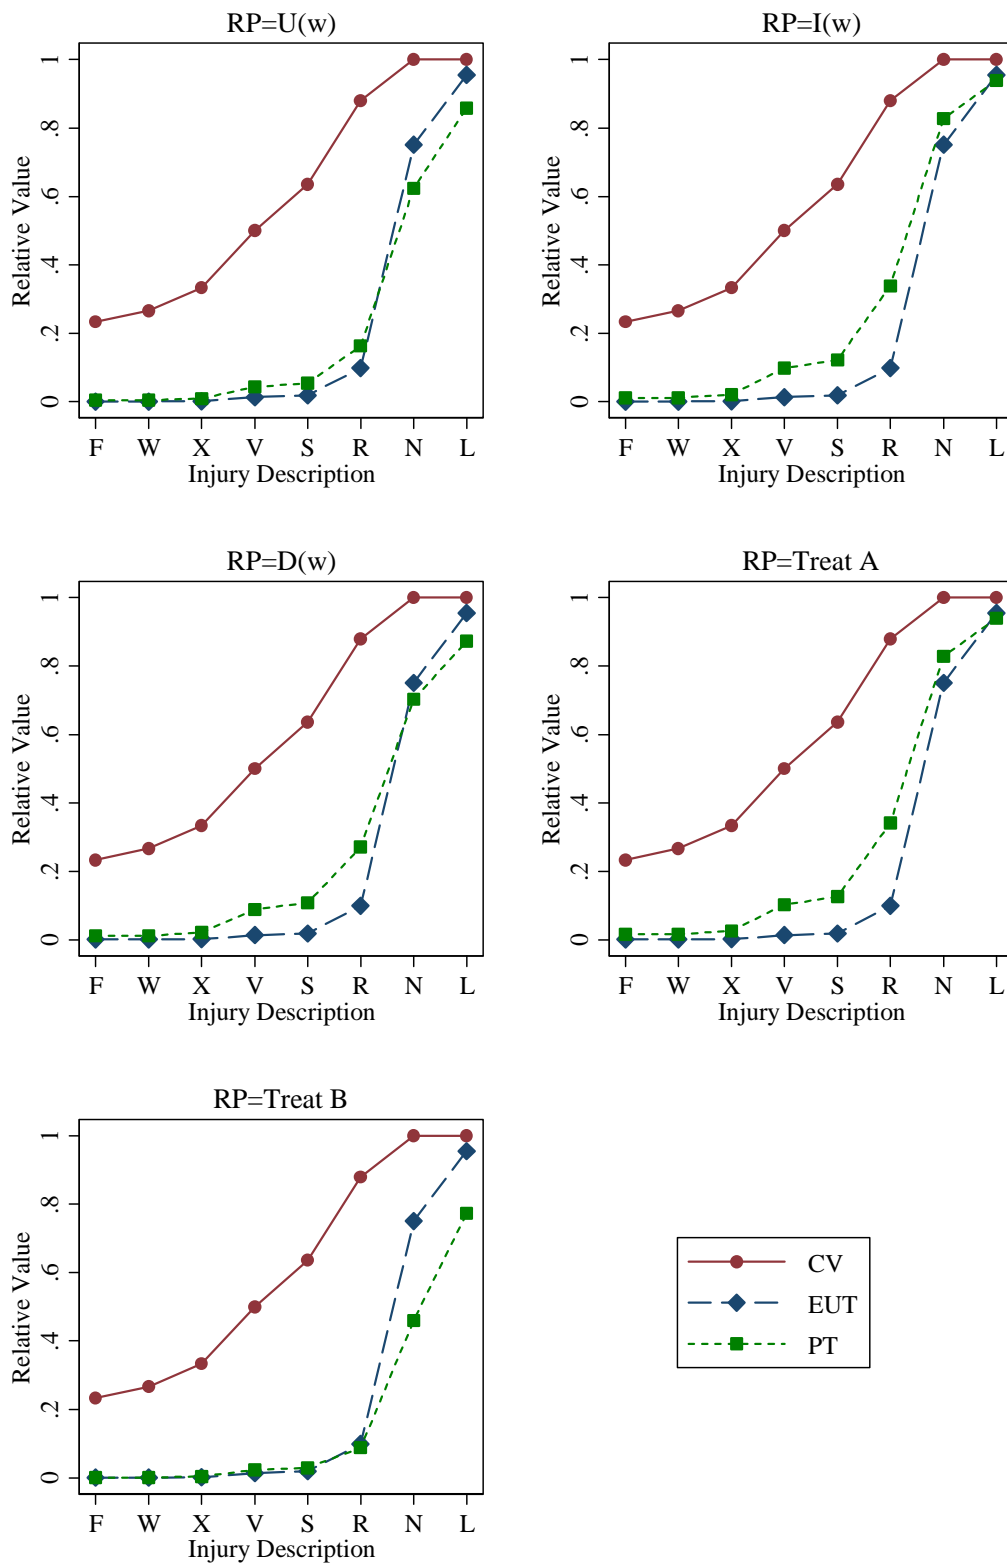 RP=U(w)
Relative Value
1
.8
.6
.4
.2
0
F W X V S R N L
Injury Description
RP=I(w)
Relative Value
1
.8
.6
.4
.2
0
F W X V S R N L
Injury Description
RP=D(w)
Relative Value
1
.8
.6
.4
.2
0
F W X V S R N L
Injury Description
RP=Treat A
Relative Value
1
.8
.6
.4
.2
0
F W X V S R N L
Injury Description
RP=Treat B
Relative Value
1
.8
.6
.4
.2
0
F W X V S R N L
Injury Description
CV
EUT
PT